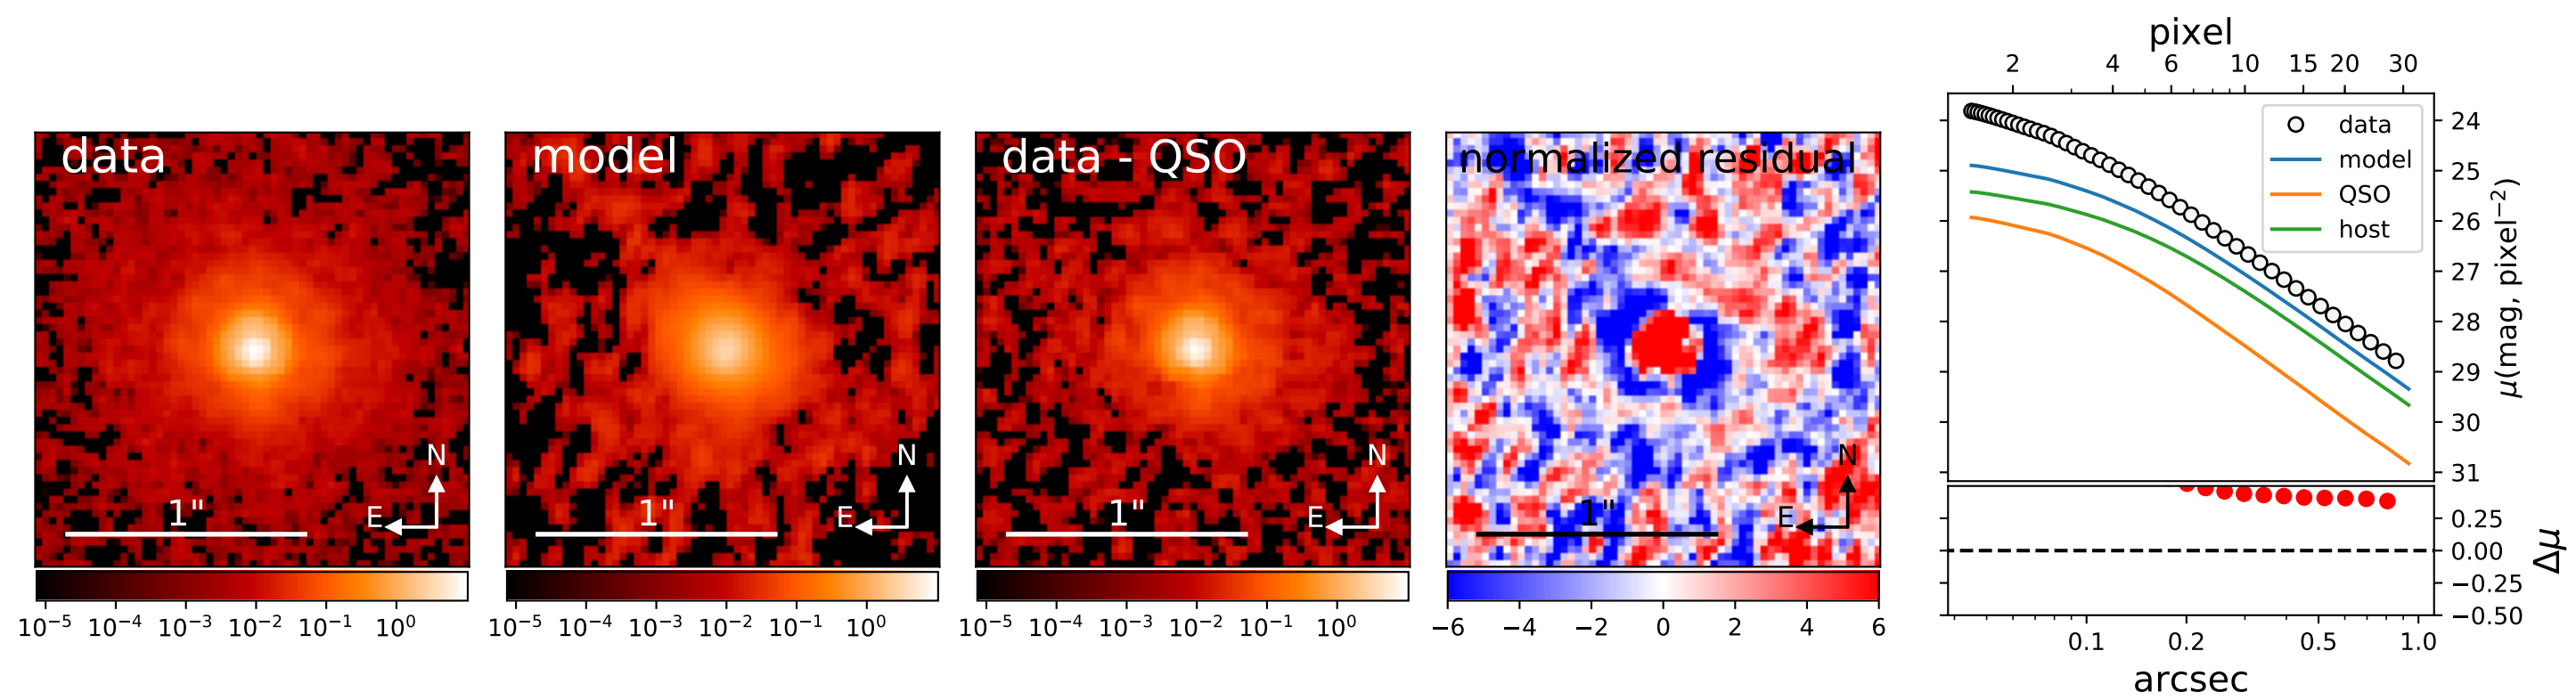 data
N
E
1"
10⁻⁵ 10⁻⁴ 10⁻³ 10⁻² 10⁻¹ 10⁰
model
N
E
1"
10⁻⁵ 10⁻⁴ 10⁻³ 10⁻² 10⁻¹ 10⁰
data - QSO
N
E
1"
10⁻⁵ 10⁻⁴ 10⁻³ 10⁻² 10⁻¹ 10⁰
normalized residual
N
E
1"
−6 −4 −2 0 2 4 6
pixel
2 4 6 10 15 20 30
data
model
QSO
host
24
25
26
27
28
29
30
31
μ(mag, pixel⁻²)
0.25
0.00
−0.25
−0.50
Δμ
0.1 0.2 0.5 1.0
arcsec